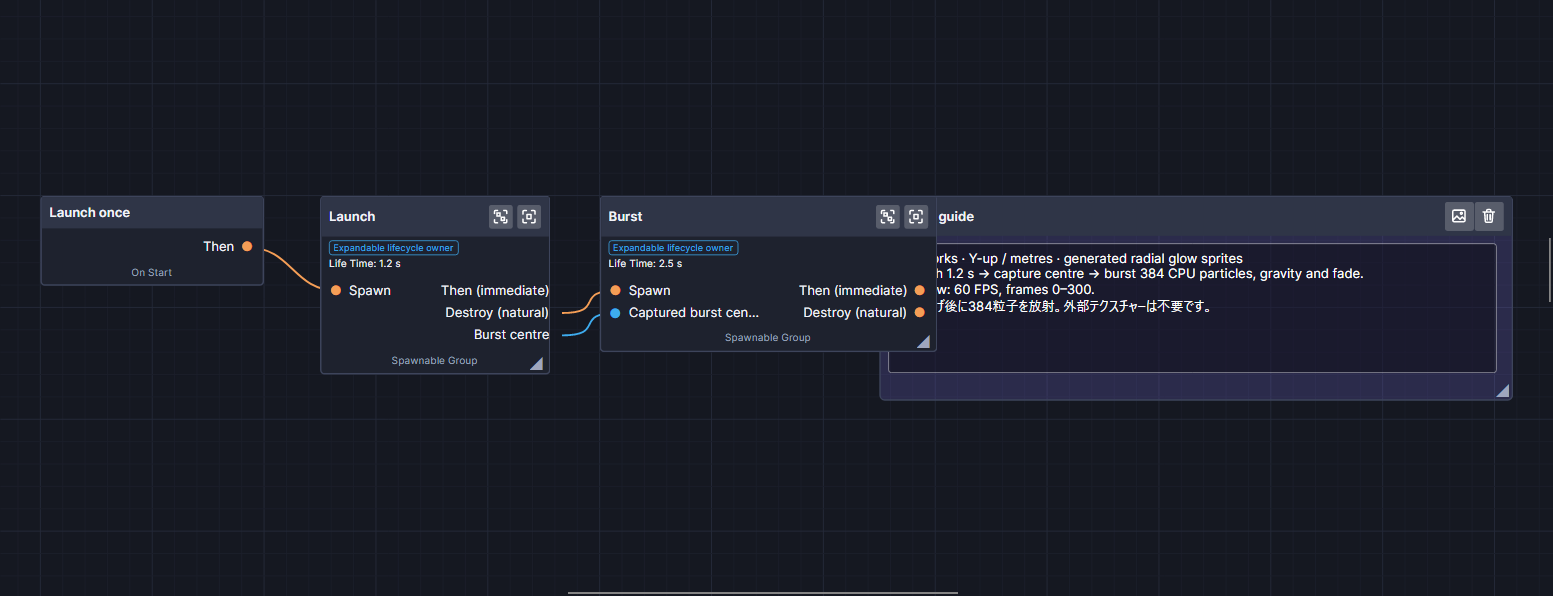 Launch once
Then
On Start
Launch
Expandable lifecycle owner
Life Time: 1.2 s
Spawn Then (immediate)
Destroy (natural)
Burst centre
Spawnable Group
Burst
Expandable lifecycle owner
Life Time: 2.5 s
Spawn Then (immediate)
Captured burst cen... Destroy (natural)
Spawnable Group
guide
· Y-up / metres · generated radial glow sprites
1.2 s → capture centre → burst 384 CPU particles, gravity and fade.
60 FPS, frames 0–300.
げ後に384粒子を放射。外部テクスチャーは不要です。